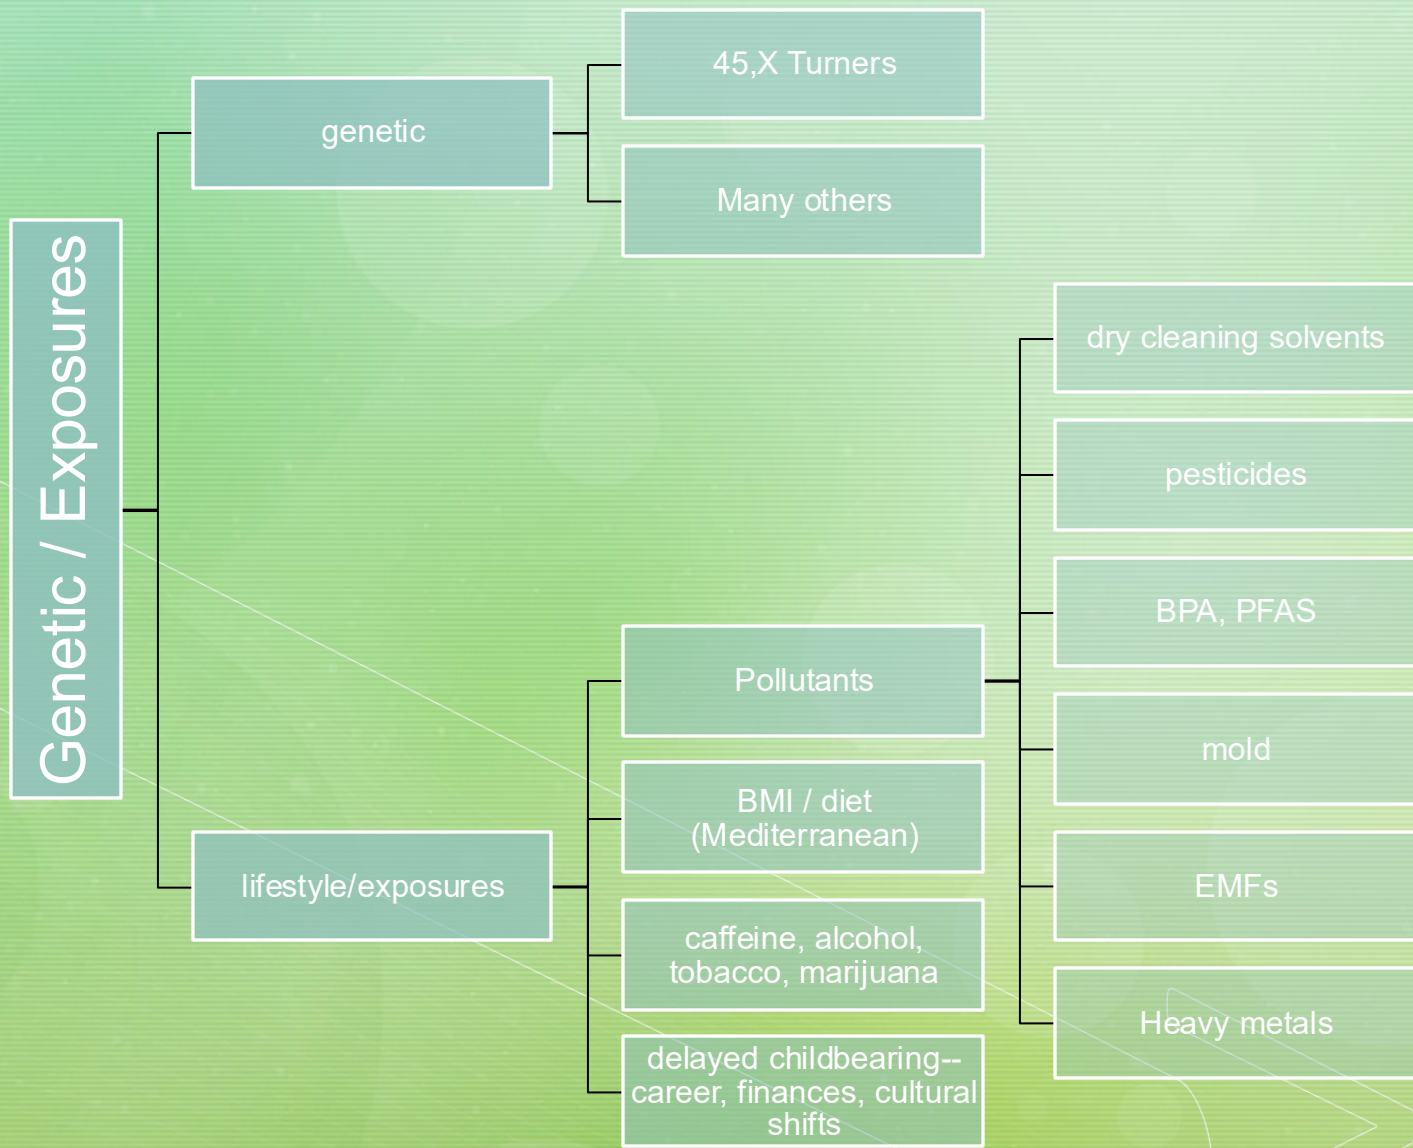 Genetic / Exposures
genetic
45,X Turners
Many others
lifestyle/exposures
Pollutants
dry cleaning solvents
pesticides
BPA, PFAS
mold
EMFs
Heavy metals
BMI / diet
(Mediterranean)
caffeine, alcohol,
tobacco, marijuana
delayed childbearing--
career, finances, cultural
shifts